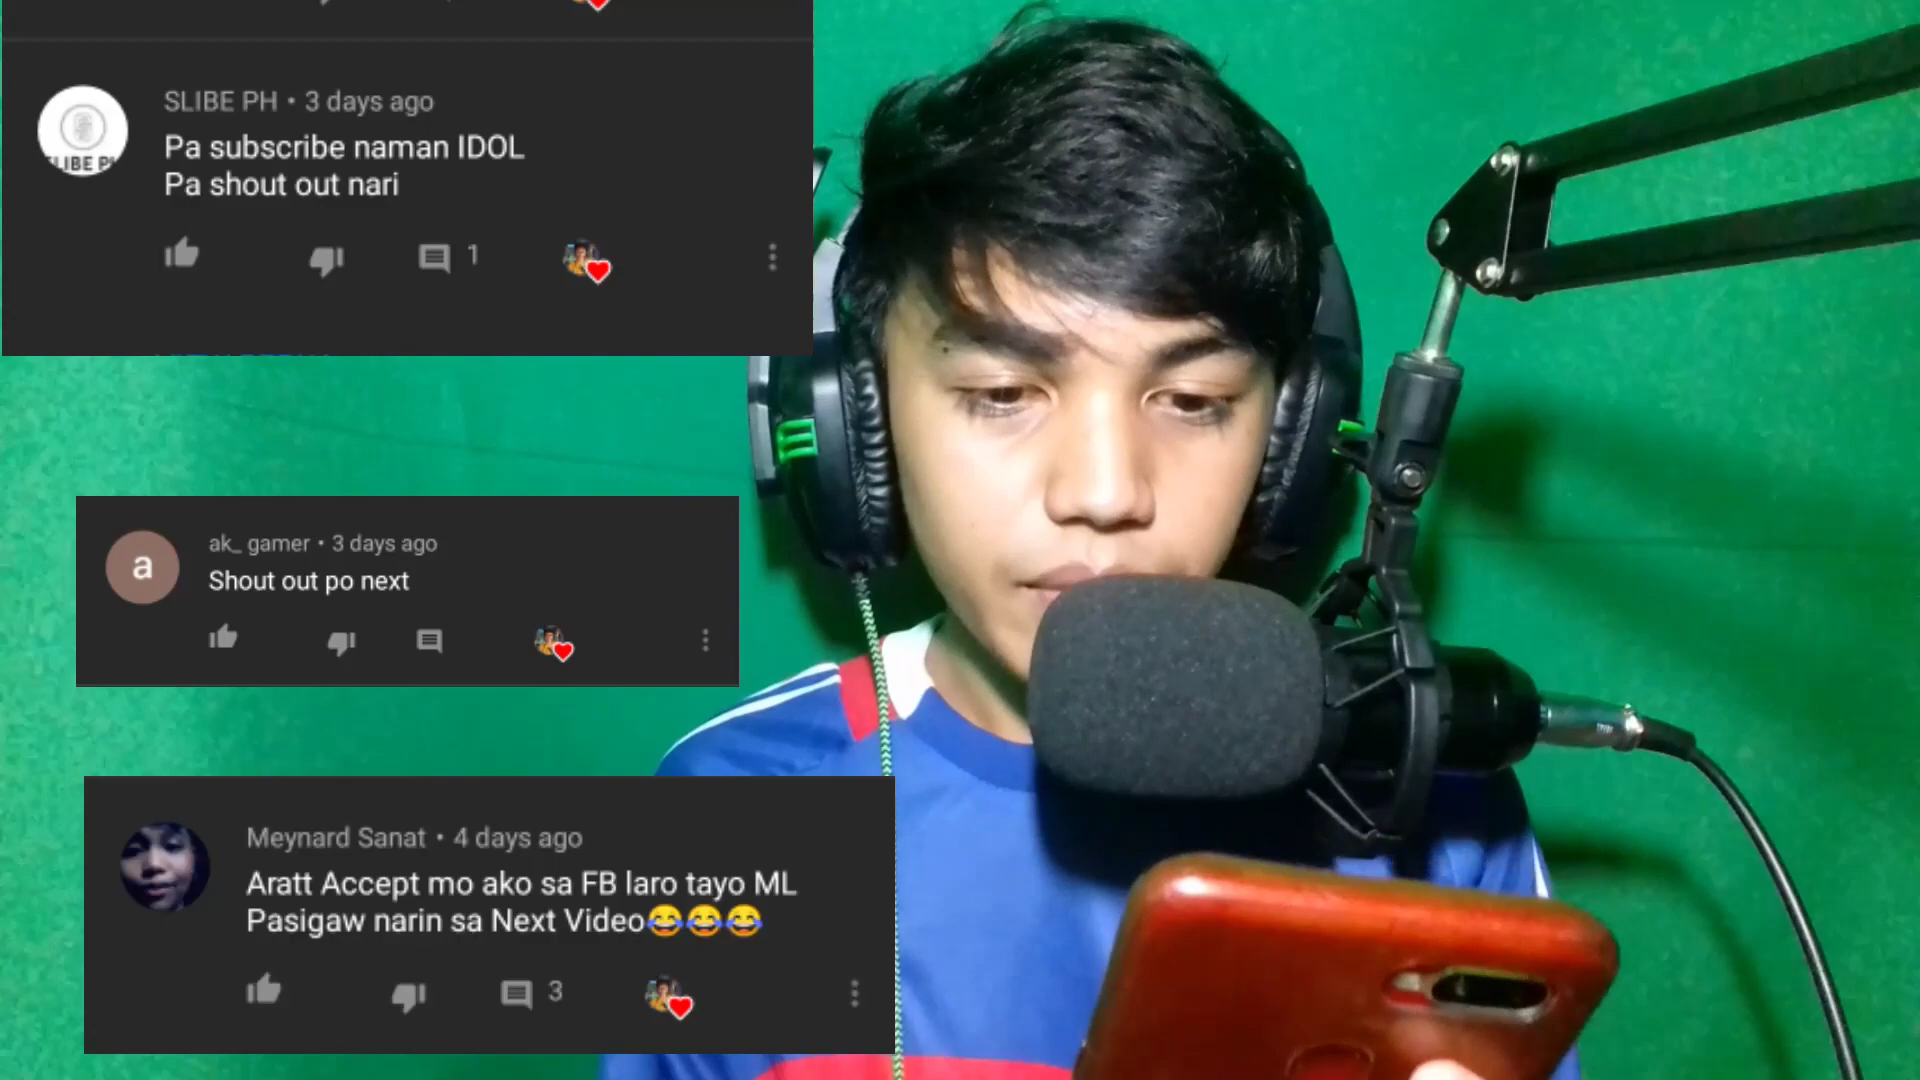 SLIBE PH • 3 days ago
Pa subscribe naman IDOL
Pa shout out nari
1
ak_ gamer • 3 days ago
a
Shout out po next
Meynard Sanat • 4 days ago
Aratt Accept mo ako sa FB laro tayo ML
Pasigaw narin sa Next Video😂😂😂
3